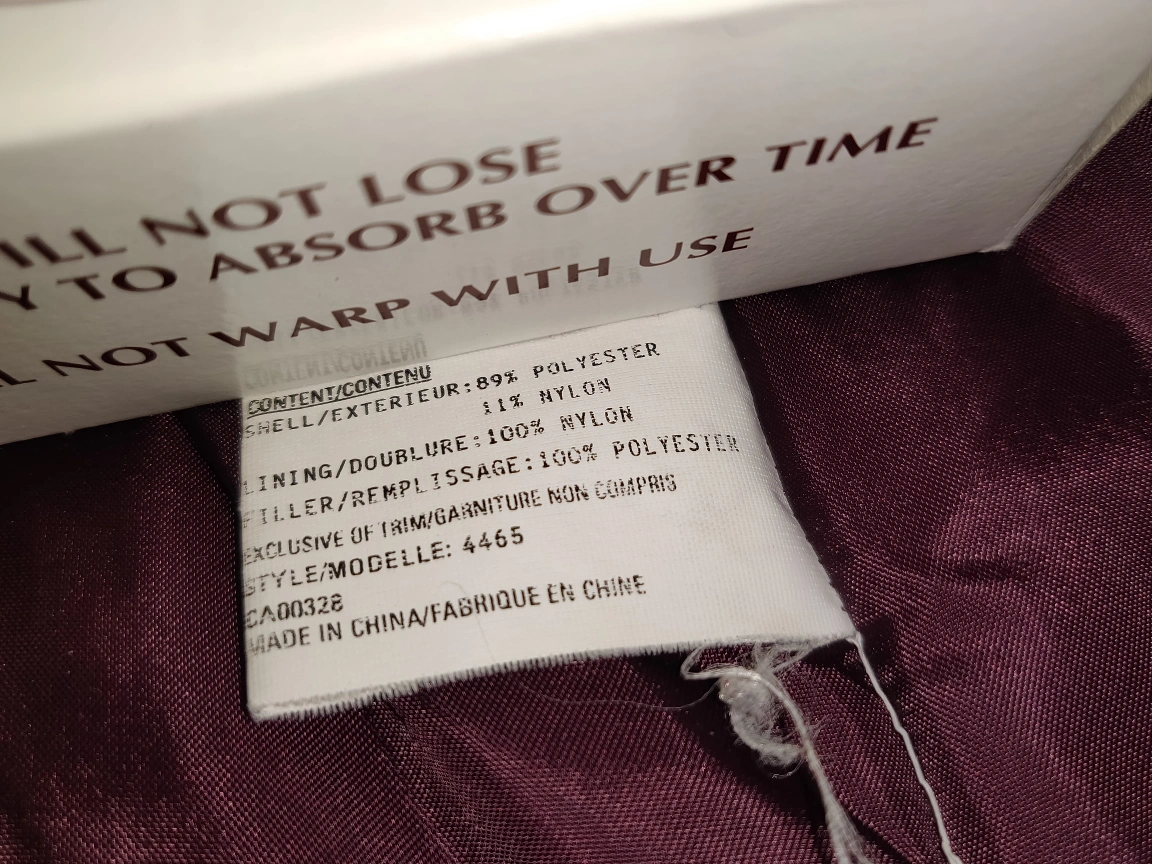 ILL NOT LOSE
Y TO ABSORB OVER TIME
L NOT WARP WITH USE
CONTENT/CONTENU
SHELL/EXTERIEUR:89% POLYESTER
11% NYLON
LINING/DOUBLURE:100% NYLON
FILLER/REMPLISSAGE:100% POLYESTER
EXCLUSIVE OF TRIM/GARNITURE NON COMPRIS
STYLE/MODELLE: 4465
CA00328
MADE IN CHINA/FABRIQUE EN CHINE